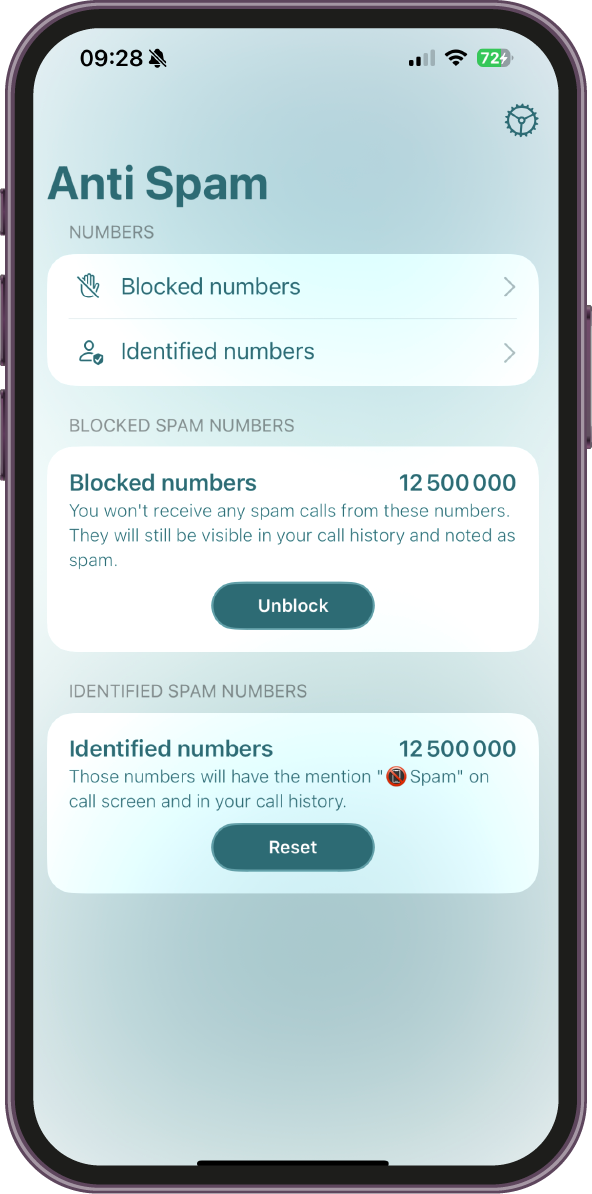 09:28
72
Anti Spam
NUMBERS
Blocked numbers
Identified numbers
BLOCKED SPAM NUMBERS
Blocked numbers 12 500 000
You won't receive any spam calls from these numbers.
They will still be visible in your call history and noted as
spam.
Unblock
IDENTIFIED SPAM NUMBERS
Identified numbers 12 500 000
Those numbers will have the mention "📵 Spam" on
call screen and in your call history.
Reset